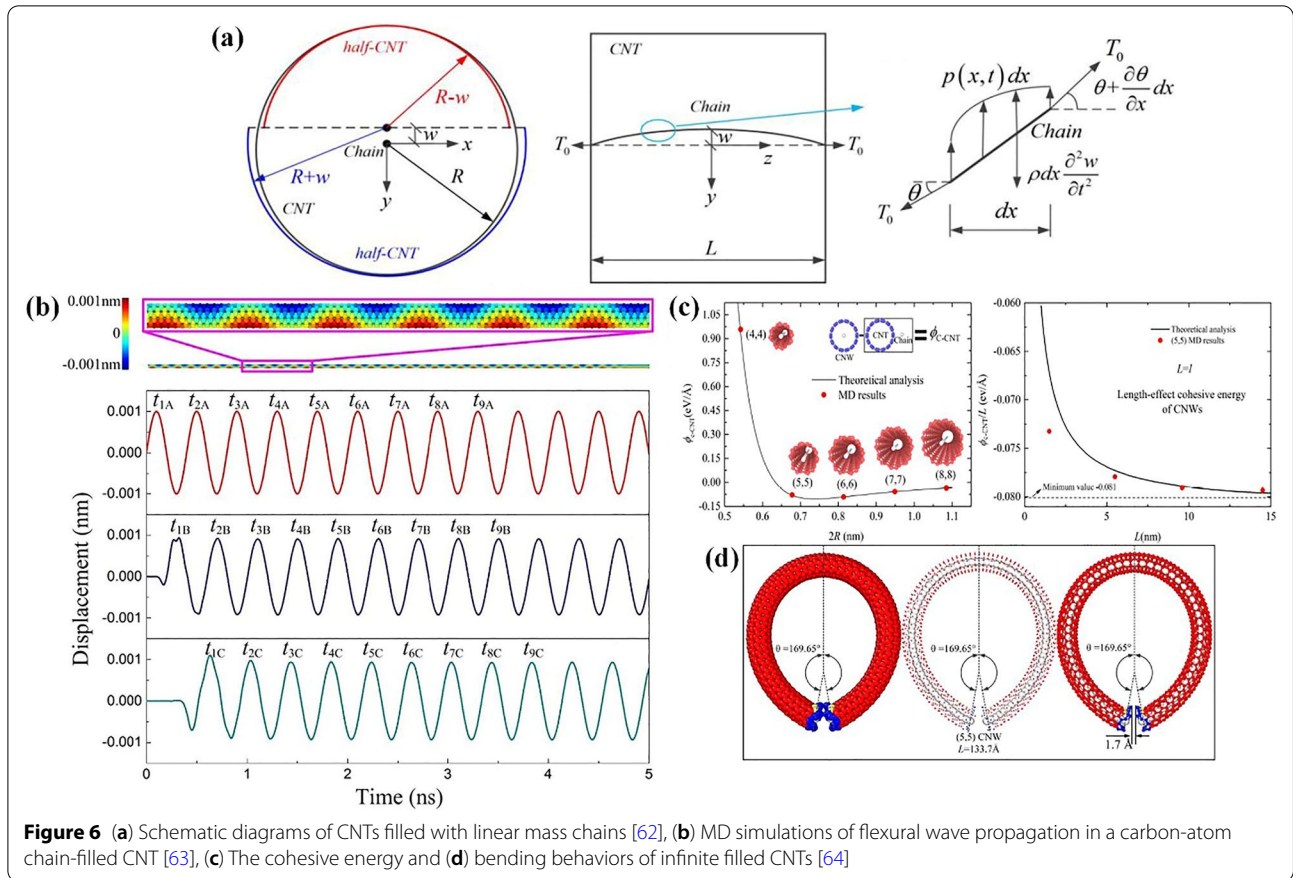 (a)
half-CNT
R-w
w
Chain
x
R+w
R
CNT
y
half-CNT
CNT
Chain
T₀
w
T₀
z
y
L
p(x,t)dx
T₀
θ+∂θ/∂x dx
Chain
ρdx ∂²w/∂t²
θ
T₀
dx
(b)
0.001nm
0
-0.001nm
Displacement (nm)
0.001
0.000
-0.001
t1A t2A t3A t4A t5A t6A t7A t8A t9A
0.001
0.000
-0.001
t1B t2B t3B t4B t5B t6B t7B t8B t9B
0.001
0.000
-0.001
t1C t2C t3C t4C t5C t6C t7C t8C t9C
0 1 2 3 4 5
Time (ns)
(c)
ϕC-CNT(eV/Å)
0.90
0.75
0.60
0.45
0.30
0.15
0.00
-0.15
(4,4)
CNW
CNT
Chain
ϕC-CNT
Theoretical analysis
MD results
(5,5) (6,6) (7,7) (8,8)
0.5 0.6 0.7 0.8 0.9 1.0 1.1
2R (nm)
ϕC-CNT/L (ev/Å)
-0.060
-0.065
-0.070
-0.075
-0.080
Theoretical analysis
(5,5) MD results
L=l
Length-effect cohesive energy
of CNWs
Minimum value -0.081
5 10 15
L(nm)
(d)
θ =169.65°
θ =169.65°
θ =169.65°
(5,5) CNW
L=133.7Å
1.7 Å
Figure 6 (a) Schematic diagrams of CNTs filled with linear mass chains [62], (b) MD simulations of flexural wave propagation in a carbon-atom
chain-filled CNT [63], (c) The cohesive energy and (d) bending behaviors of infinite filled CNTs [64]